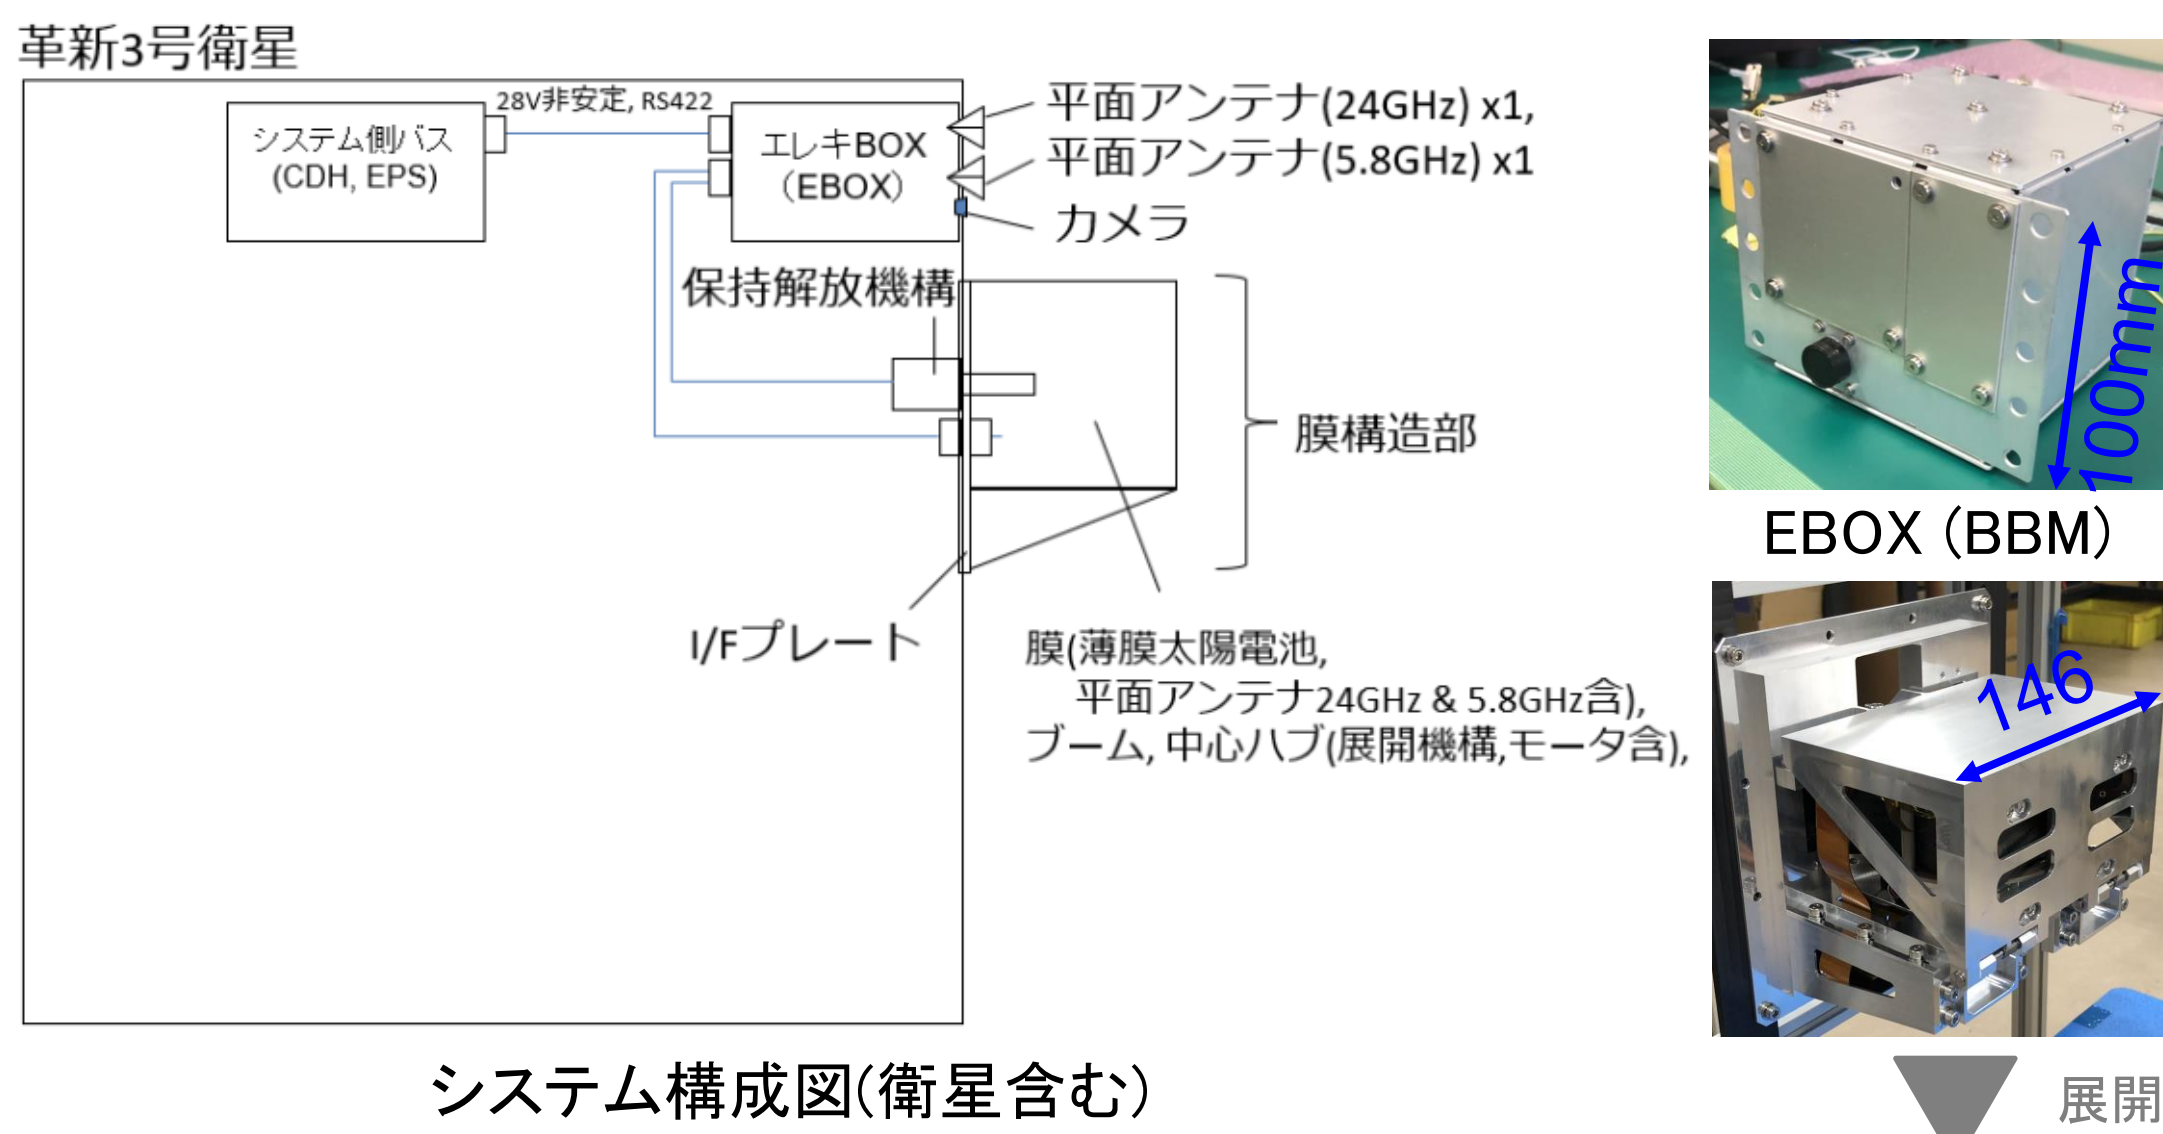 革新3号衛星
システム側バス
(CDH, EPS)
28V非安定, RS422
エレキBOX
（EBOX）
平面アンテナ(24GHz) x1,
平面アンテナ(5.8GHz) x1
カメラ
保持解放機構
膜構造部
I/Fプレート
膜(薄膜太陽電池,
平面アンテナ24GHz & 5.8GHz含),
ブーム, 中心ハブ(展開機構,モータ含),
システム構成図(衛星含む)
100mm
EBOX (BBM)
146
展開